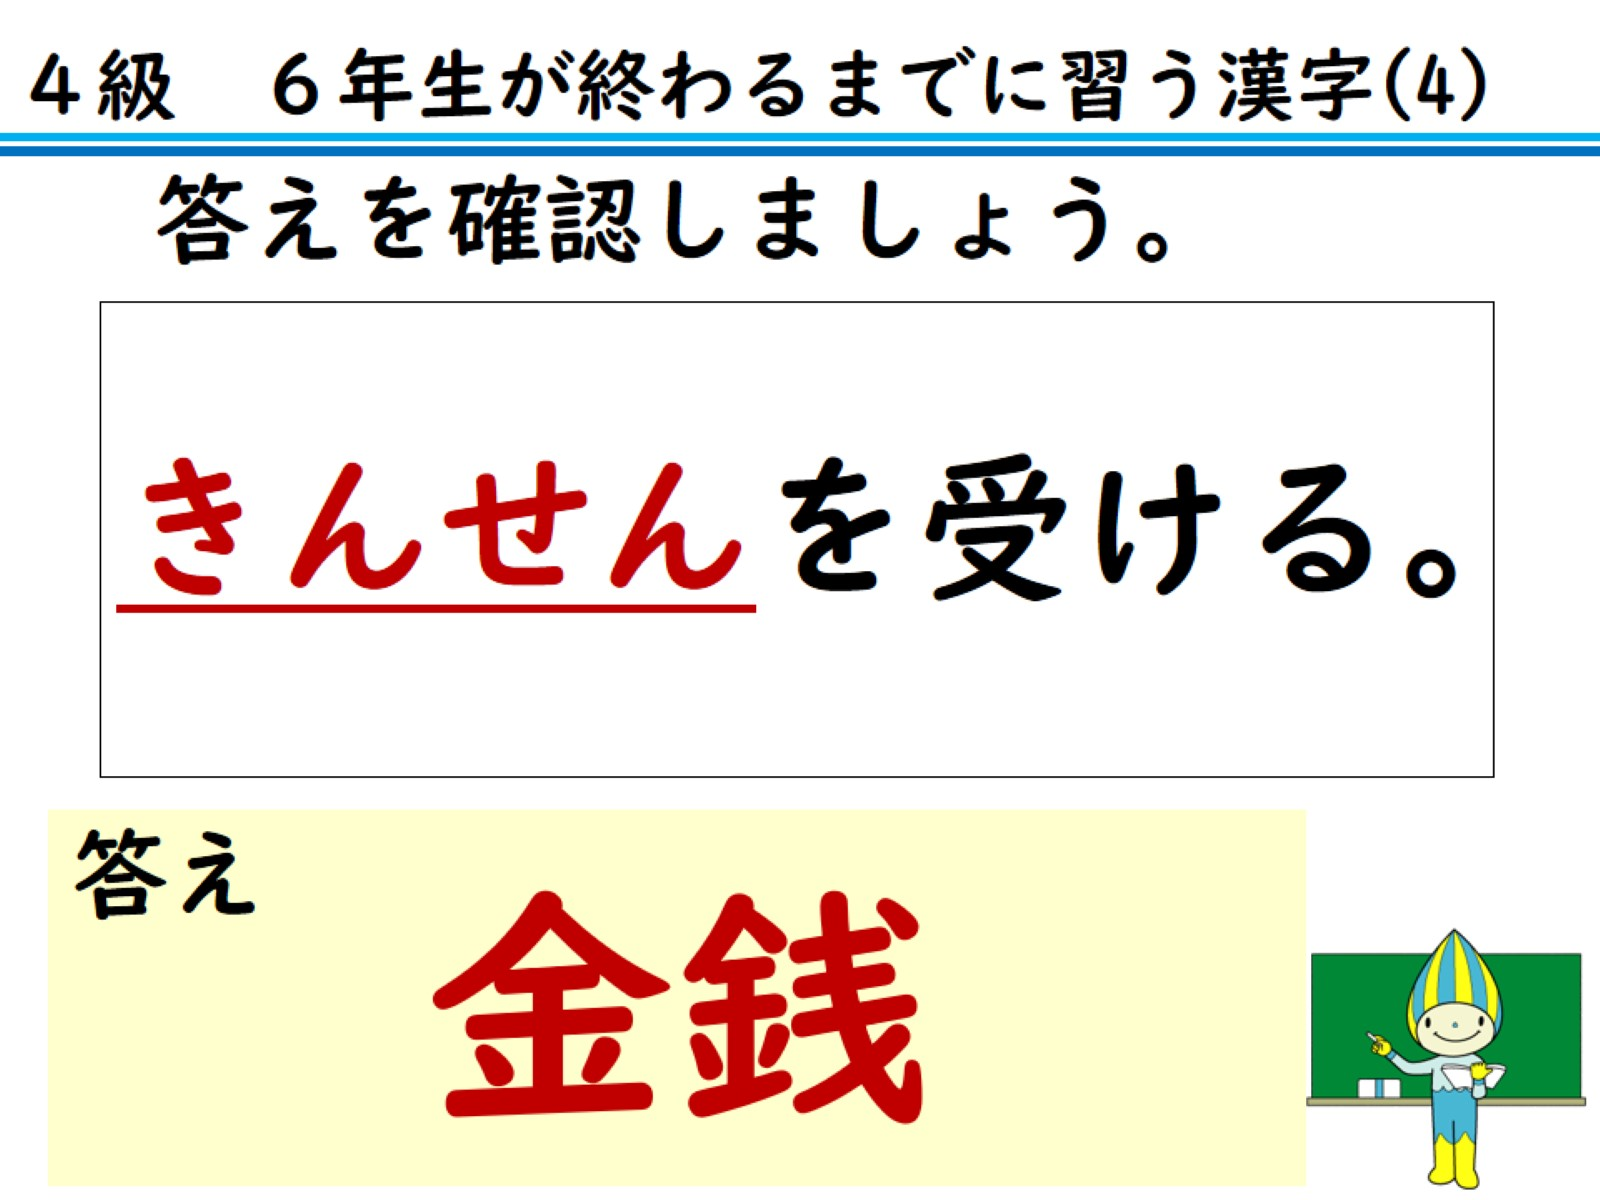 ４級　６年生が終わるまでに習う漢字(4)
答えを確認しましょう。
きんせんを受ける。
答え
金銭